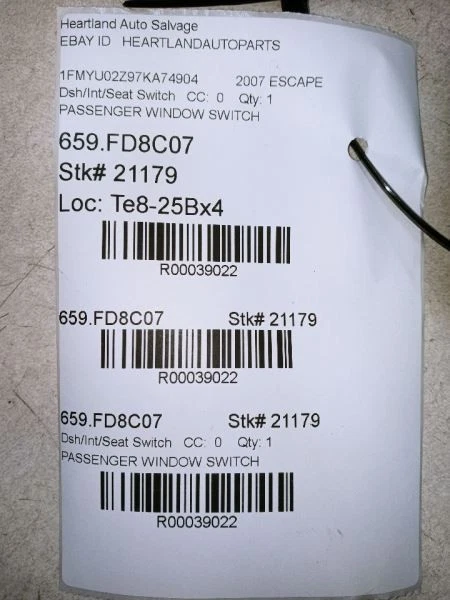 Heartland Auto Salvage
EBAY ID HEARTLANDAUTOPARTS
1FMYU02Z97KA74904 2007 ESCAPE
Dsh/Int/Seat Switch CC: 0 Qty: 1
PASSENGER WINDOW SWITCH
659.FD8C07
Stk# 21179
Loc: Te8-25Bx4
R00039022
659.FD8C07 Stk# 21179
R00039022
659.FD8C07 Stk# 21179
Dsh/Int/Seat Switch CC: 0 Qty: 1
PASSENGER WINDOW SWITCH
R00039022